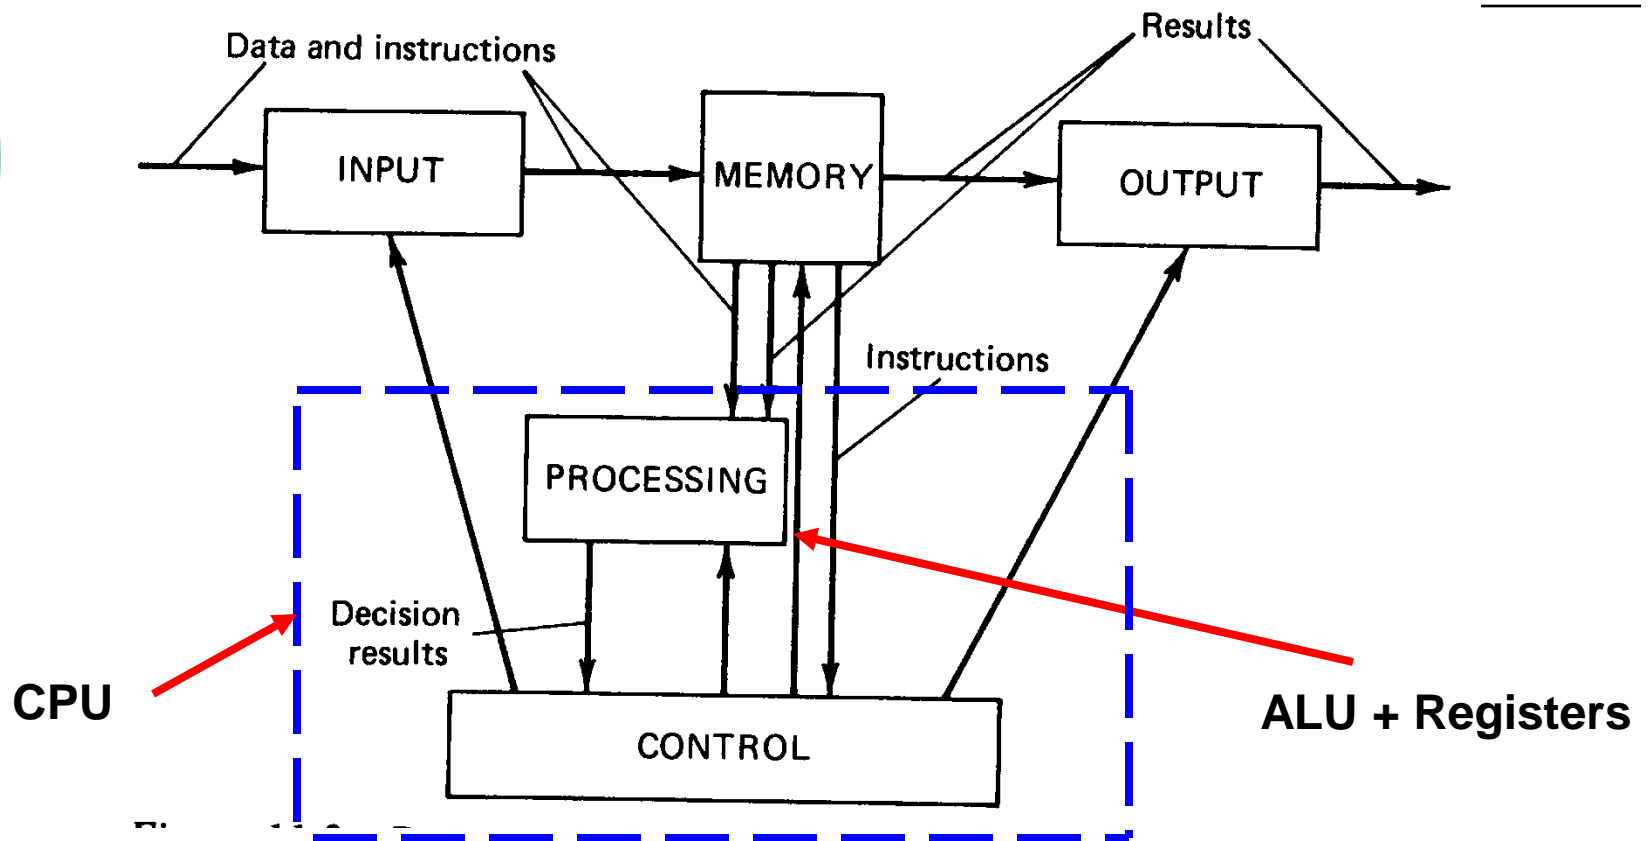 Results
Data and instructions
INPUT
MEMORY
OUTPUT
Instructions
PROCESSING
Decision
results
CPU
ALU + Registers
CONTROL